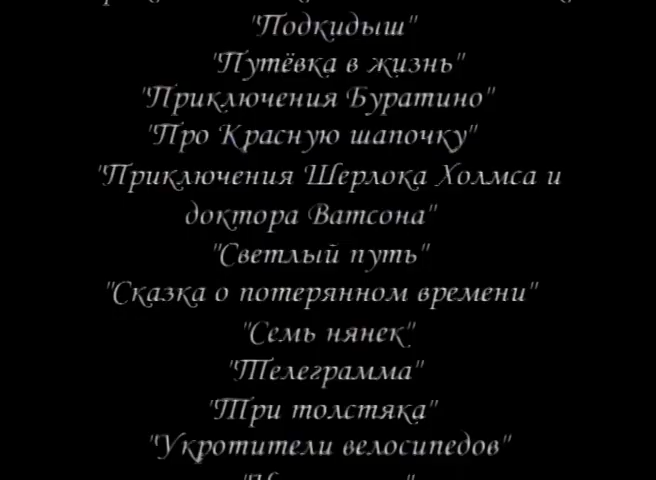 "Подкидыш"
"Путёвка в жизнь"
"Приключения Буратино"
"Про Красную шапочку"
"Приключения Шерлока Холмса и
доктора Ватсона"
"Светлый путь"
"Сказка о потерянном времени"
"Семь нянек"
"Телеграмма"
"Три толстяка"
"Укротители велосипедов"